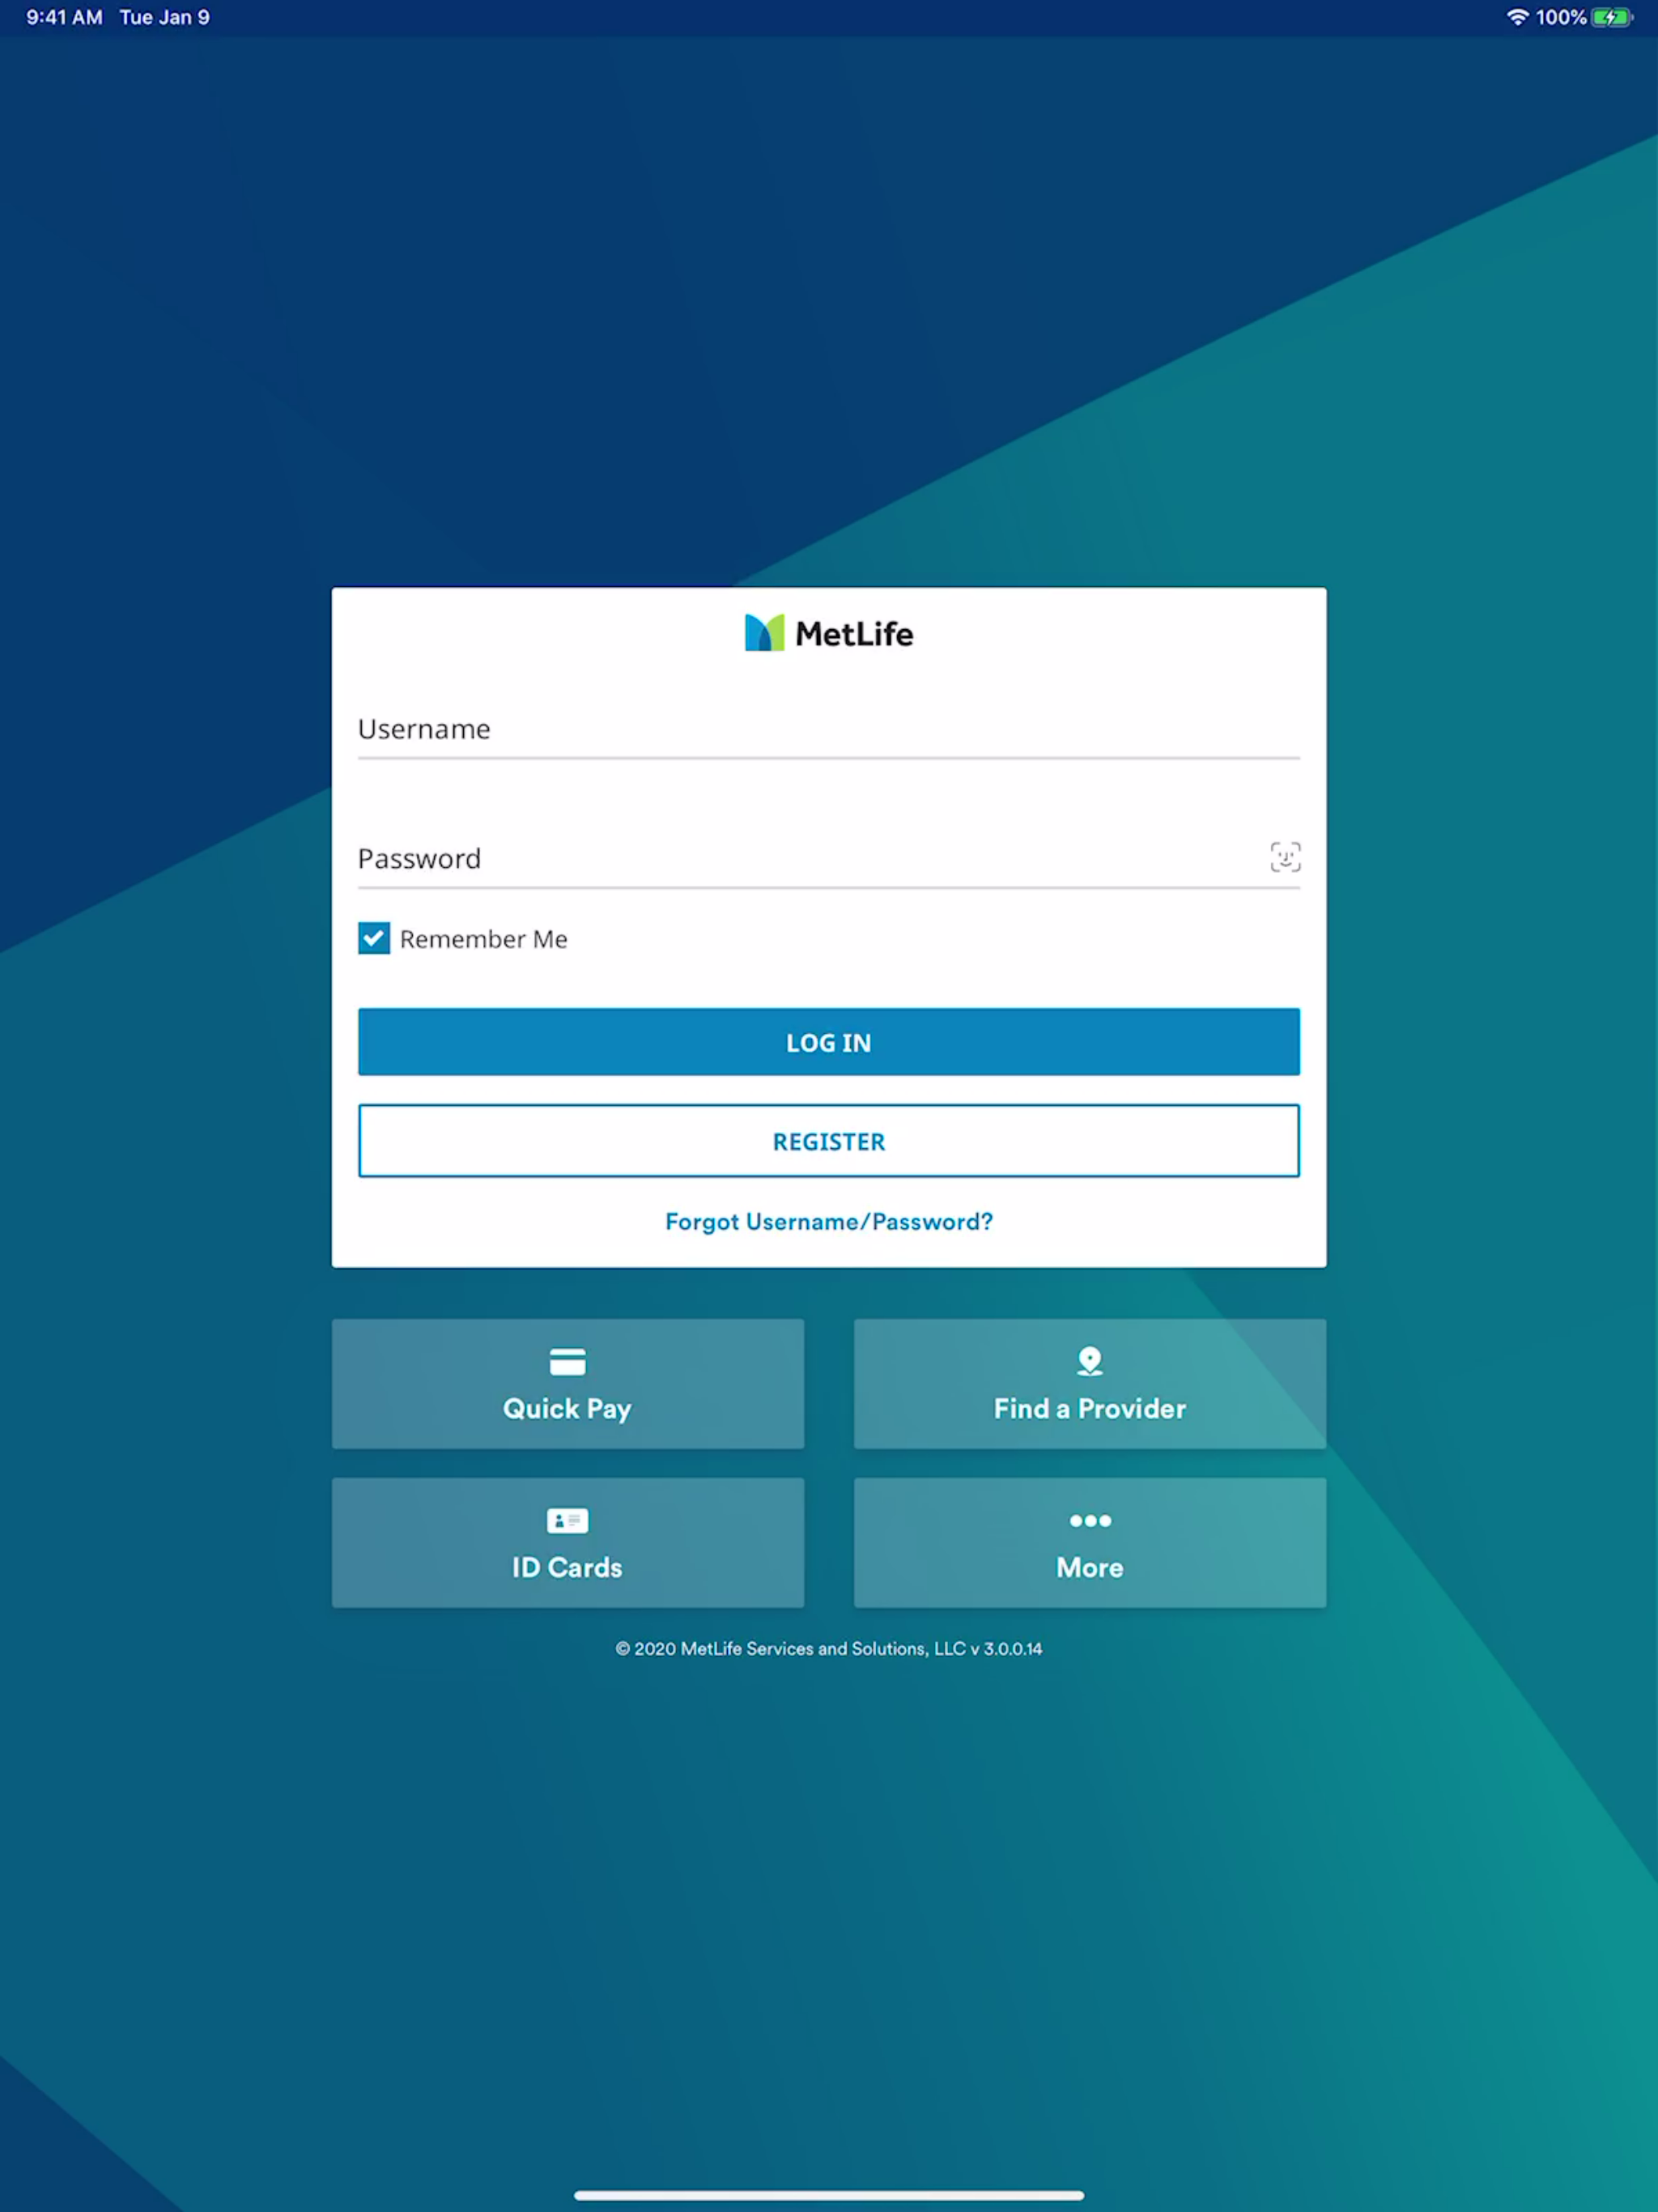 9:41 AM Tue Jan 9 100%
MetLife
Username
Password
Remember Me
LOG IN
REGISTER
Forgot Username/Password?
Quick Pay
Find a Provider
ID Cards
More
© 2020 MetLife Services and Solutions, LLC v 3.0.0.14